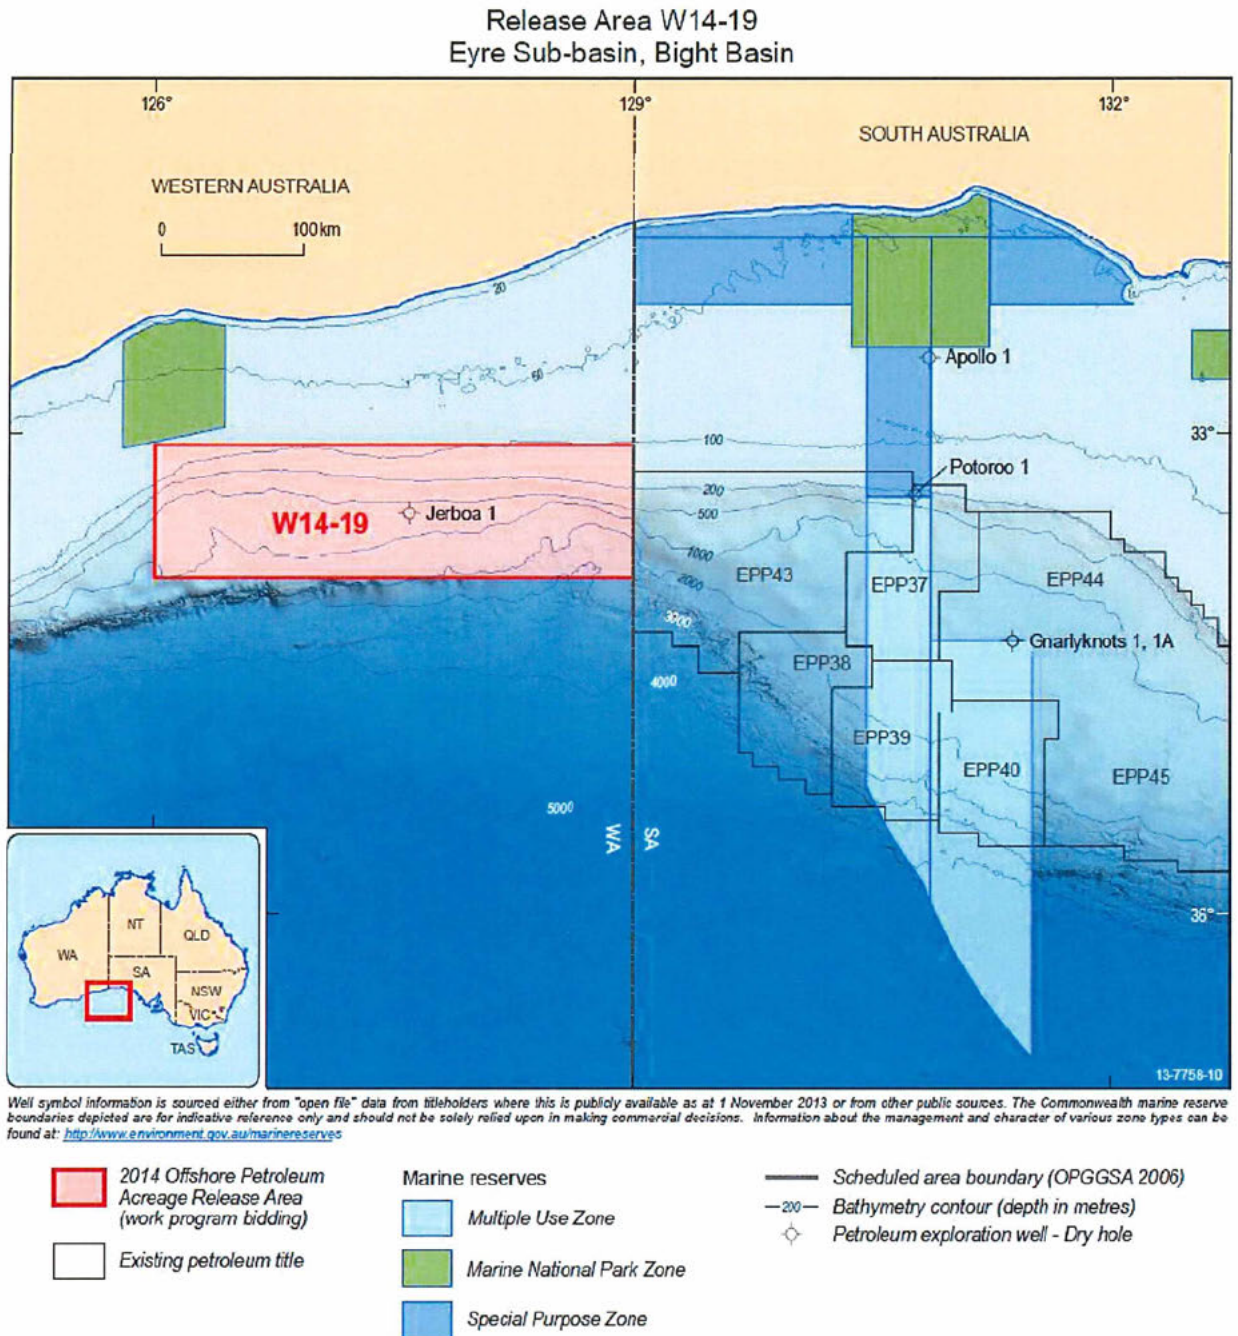 Release Area W14-19
Eyre Sub-basin, Bight Basin
126°
129°
132°
SOUTH AUSTRALIA
WESTERN AUSTRALIA
0 100 km
20
60
Apollo 1
100
33°
Potoroo 1
200
500
W14-19
Jerboa 1
1000
2000
EPP43
EPP37
EPP44
3000
Gnarlyknots 1, 1A
EPP38
4000
EPP39
EPP40
EPP45
5000
WA
SA
36°
NT
QLD
WA
SA
NSW
VIC
TAS
13-7758-10
Well symbol information is sourced either from "open file" data from titleholders where this is publicly available as at 1 November 2013 or from other public sources. The Commonwealth marine reserve
boundaries depicted are for indicative reference only and should not be solely relied upon in making commercial decisions. Information about the management and character of various zone types can be
found at: http://www.environment.gov.au/marinereserves
2014 Offshore Petroleum
Acreage Release Area
(work program bidding)
Existing petroleum title
Marine reserves
Multiple Use Zone
Marine National Park Zone
Special Purpose Zone
Scheduled area boundary (OPGGSA 2006)
200
Bathymetry contour (depth in metres)
Petroleum exploration well - Dry hole